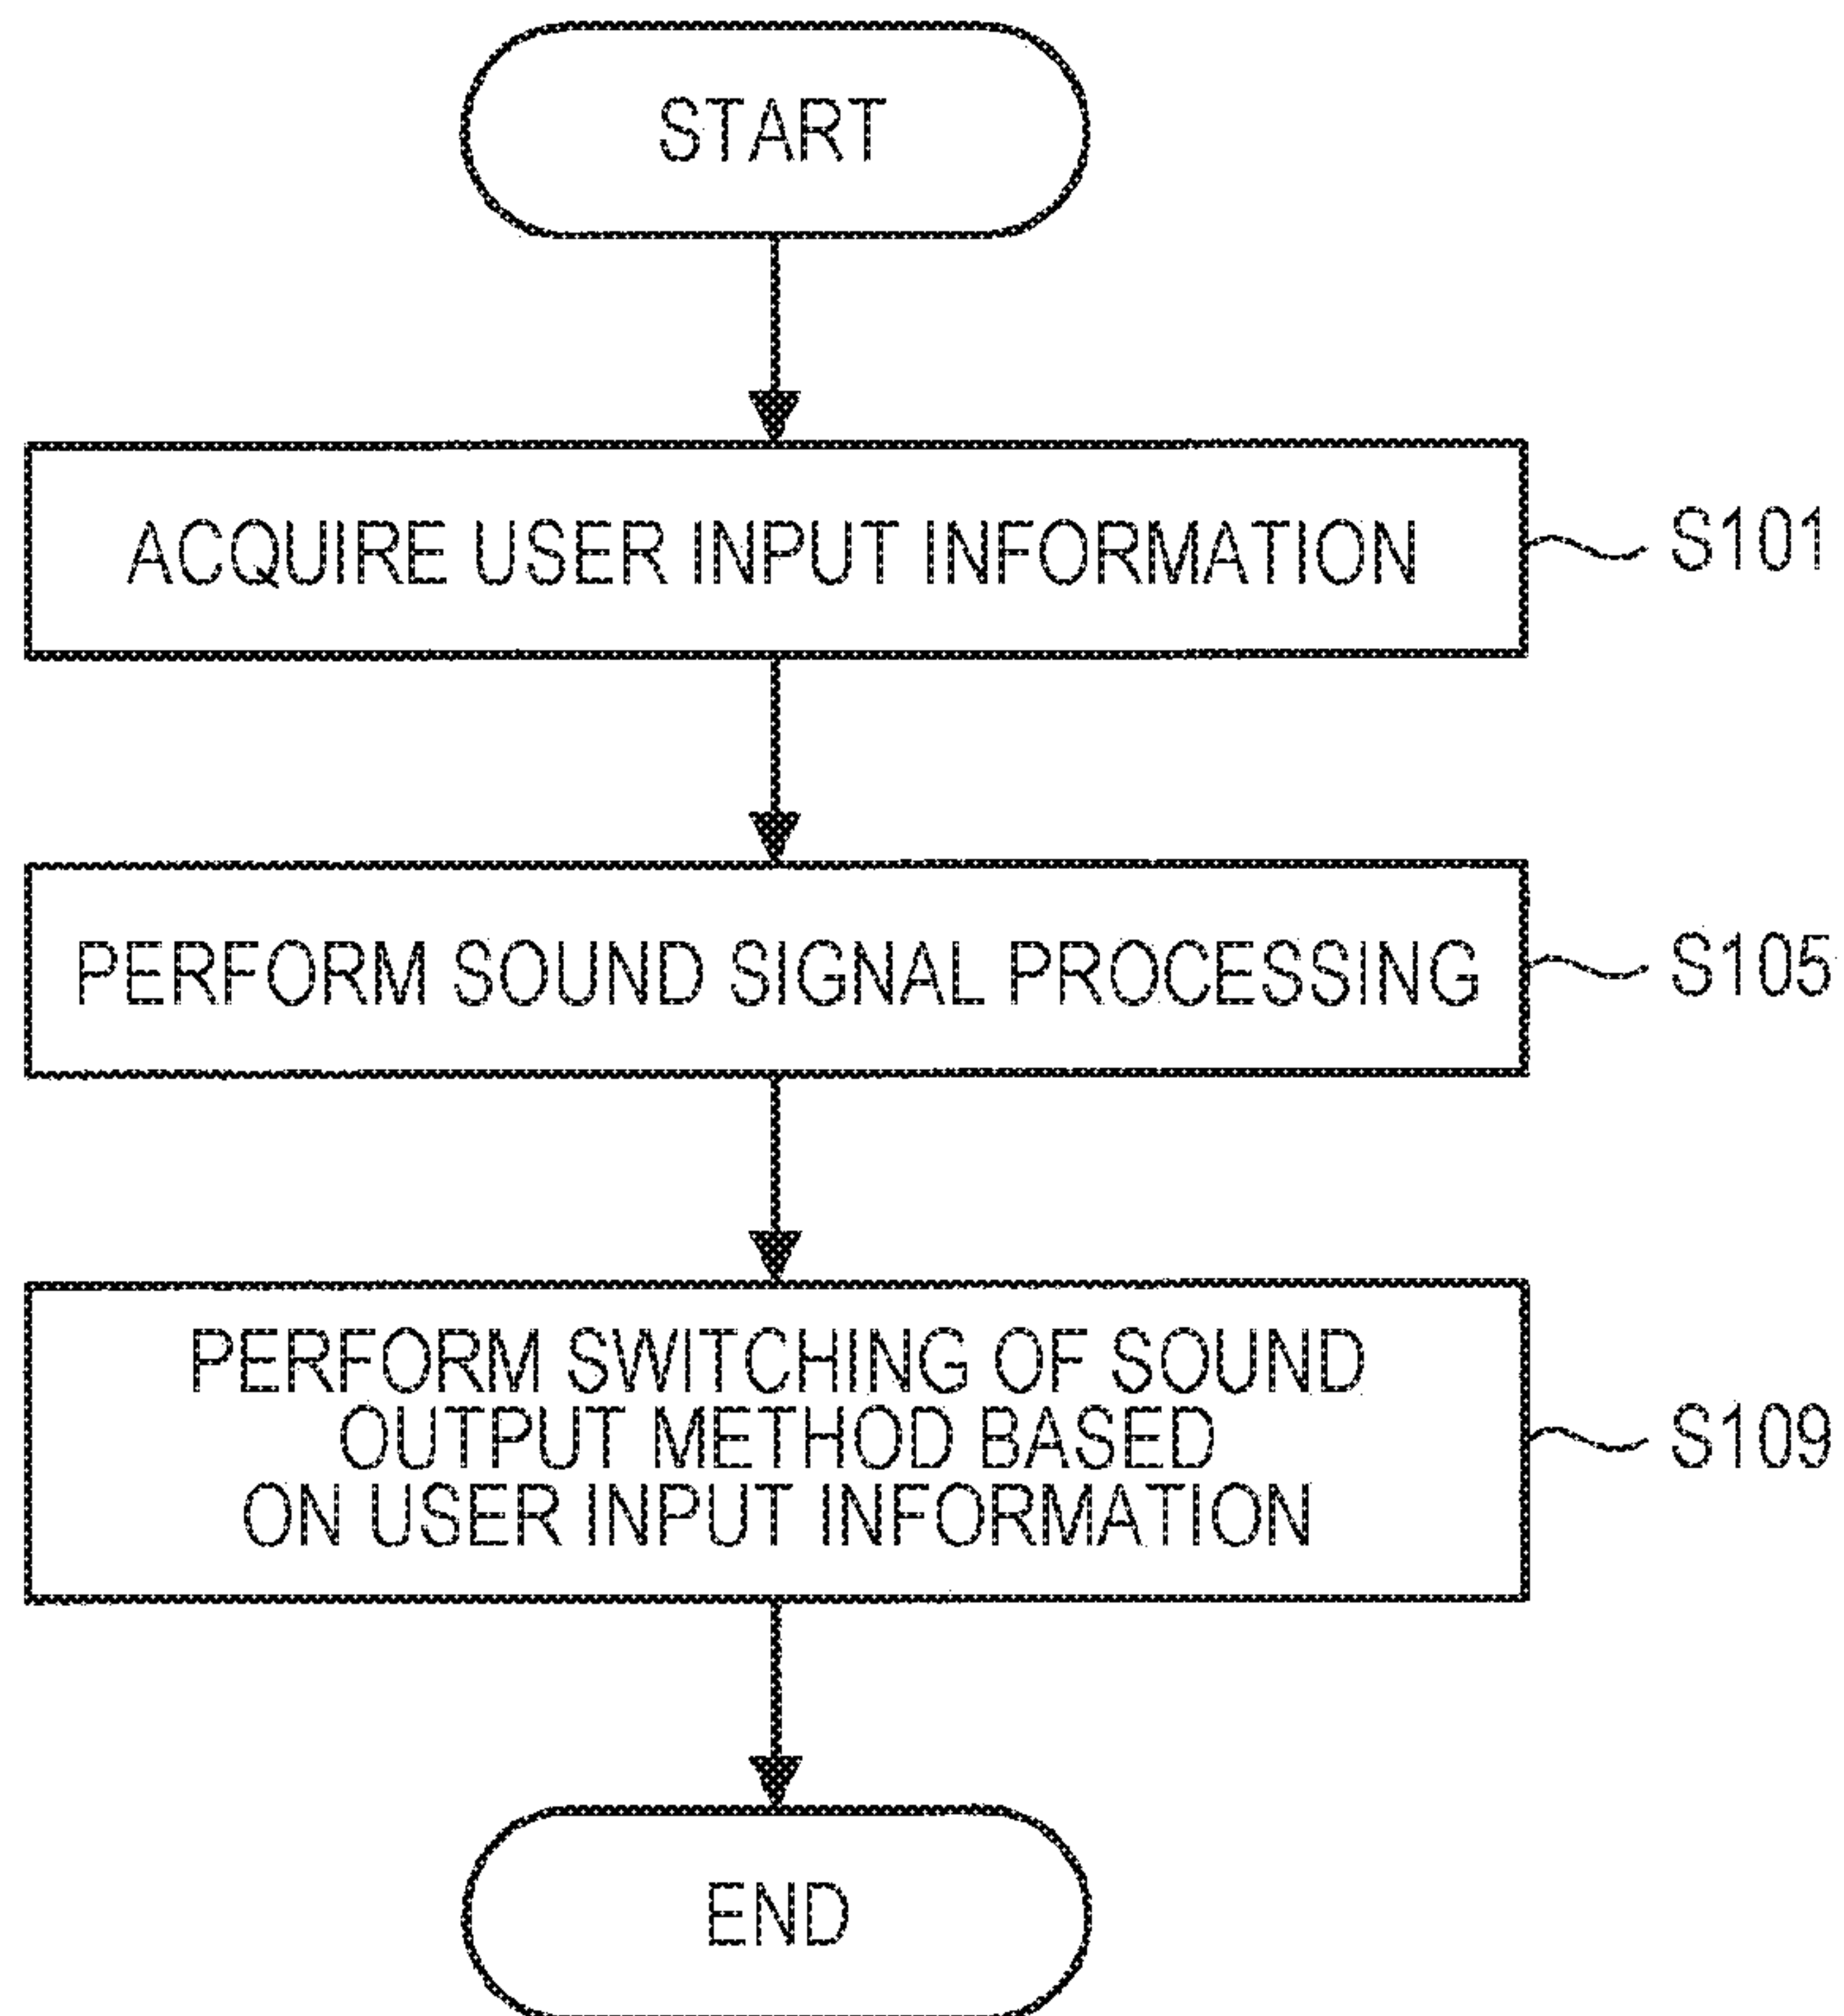 START
ACQUIRE USER INPUT INFORMATION
S101
PERFORM SOUND SIGNAL PROCESSING
S105
PERFORM SWITCHING OF SOUND
OUTPUT METHOD BASED
ON USER INPUT INFORMATION
S109
END